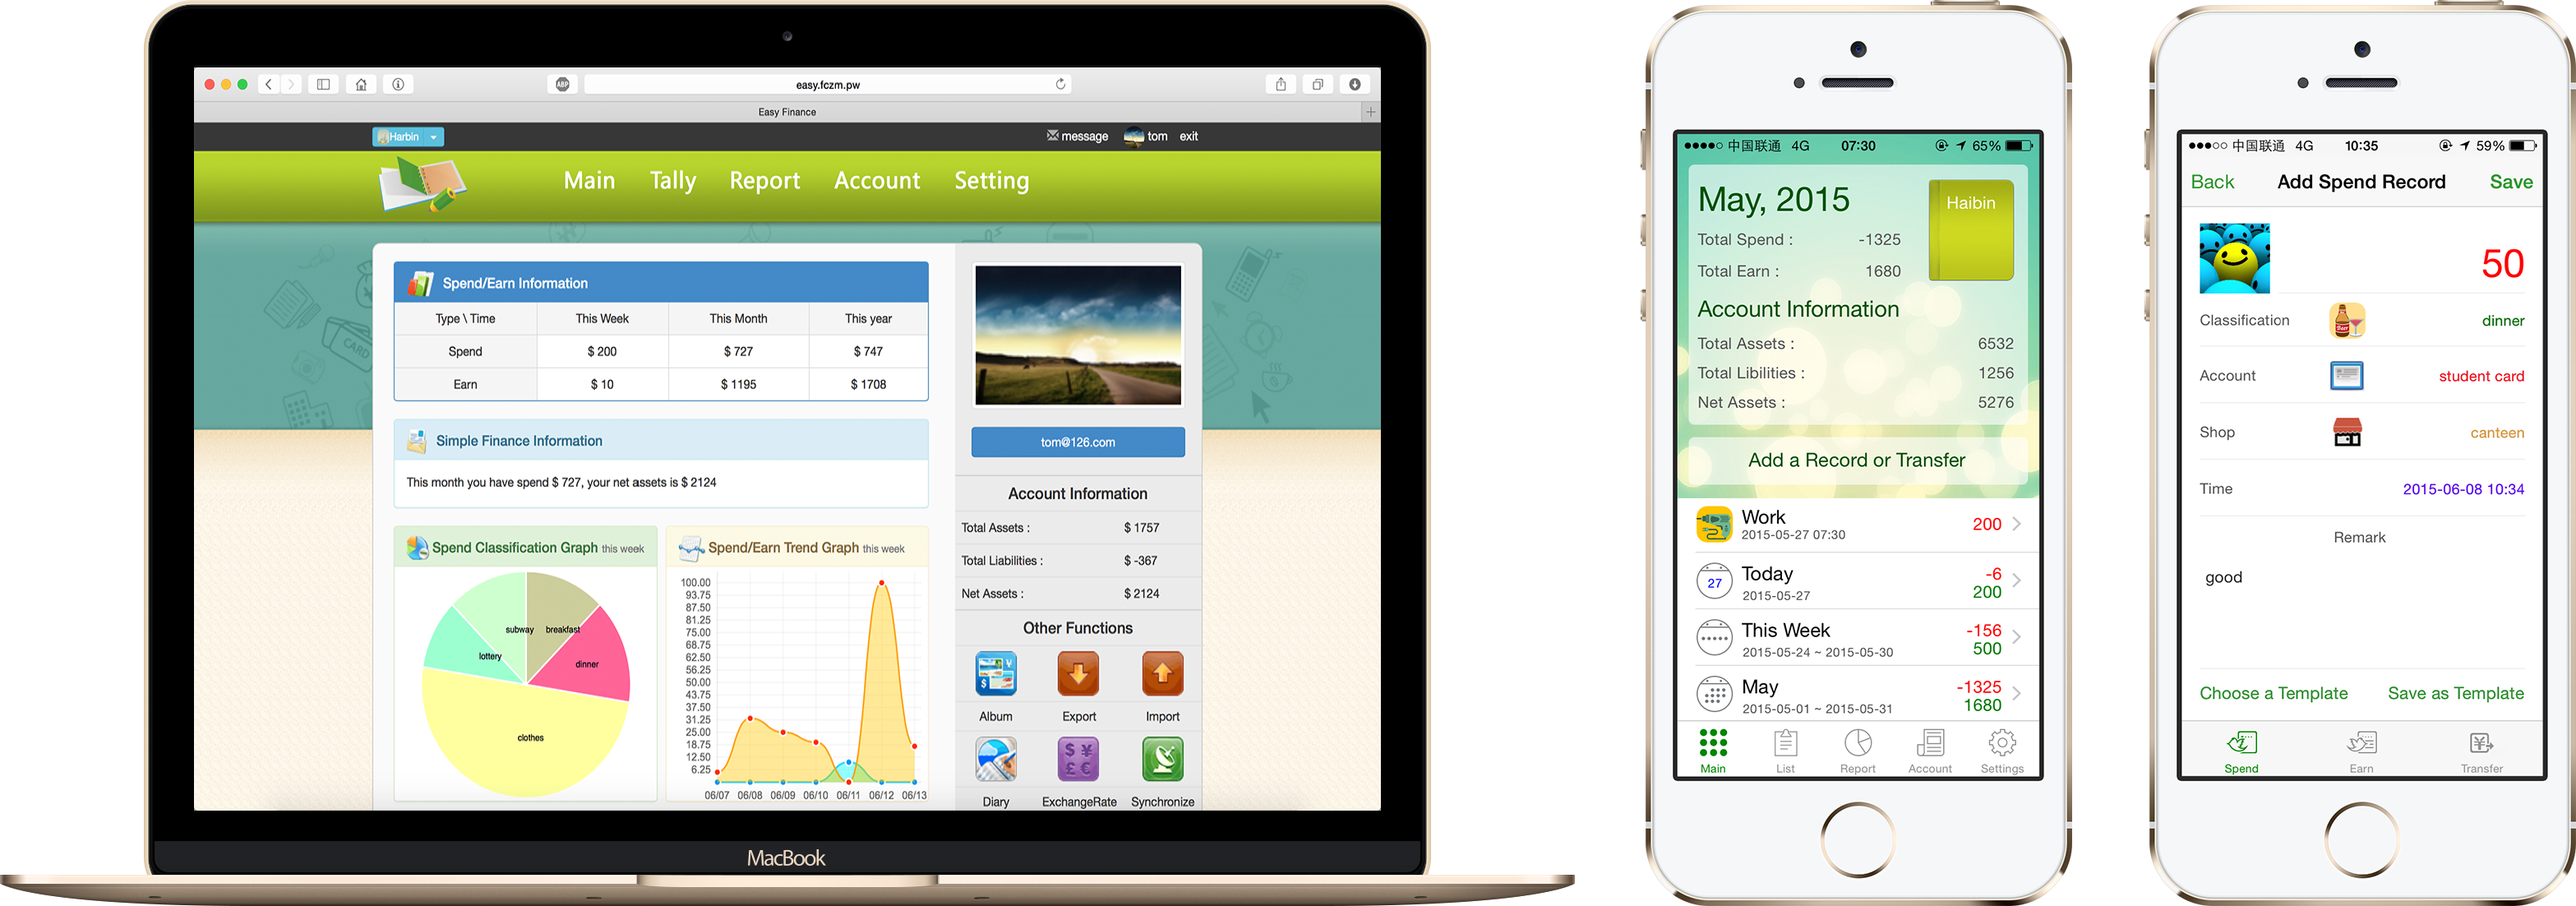 easy.fczm.pw
Easy Finance
Harbin
message tom exit
Main Tally Report Account Setting
CARD
Spend/Earn Information
Type \ Time This Week This Month This year
Spend $ 200 $ 727 $ 747
Earn $ 10 $ 1195 $ 1708
Simple Finance Information
This month you have spend $ 727, your net assets is $ 2124
Spend Classification Graph this week
subway breakfast
lottery dinner
clothes
Spend/Earn Trend Graph this week
100.00
93.75
87.50
81.25
75.00
68.75
62.50
56.25
50.00
43.75
37.50
31.25
25.00
18.75
12.50
6.25
06/07 06/08 06/09 06/10 06/11 06/12 06/13
tom@126.com
Account Information
Total Assets : $ 1757
Total Liabilities : $ -367
Net Assets : $ 2124
Other Functions
Album Export Import
Diary ExchangeRate Synchronize
MacBook
中国联通 4G 07:30 65%
May, 2015
Haibin
Total Spend : -1325
Total Earn : 1680
Account Information
Total Assets : 6532
Total Libilities : 1256
Net Assets : 5276
Add a Record or Transfer
Work
2015-05-27 07:30
200
27
Today
2015-05-27
-6
200
This Week
2015-05-24 ~ 2015-05-30
-156
500
May
2015-05-01 ~ 2015-05-31
-1325
1680
Main List Report Account Settings
中国联通 4G 10:35 59%
Back Add Spend Record Save
50
Classification Beer dinner
Account student card
Shop canteen
Time 2015-06-08 10:34
Remark
good
Choose a Template Save as Template
Spend Earn Transfer